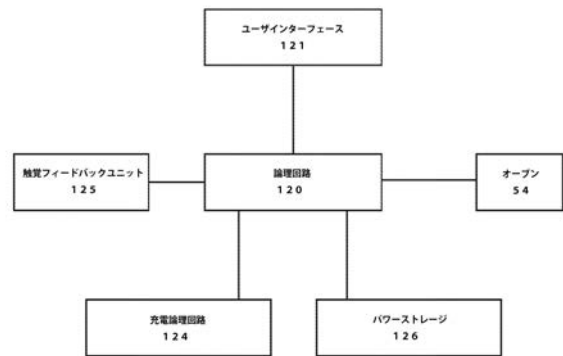 ユーザインターフェース
１２１
触覚フィードバックユニット
１２５
論理回路
１２０
オーブン
５４
充電論理回路
１２４
パワーストレージ
１２６